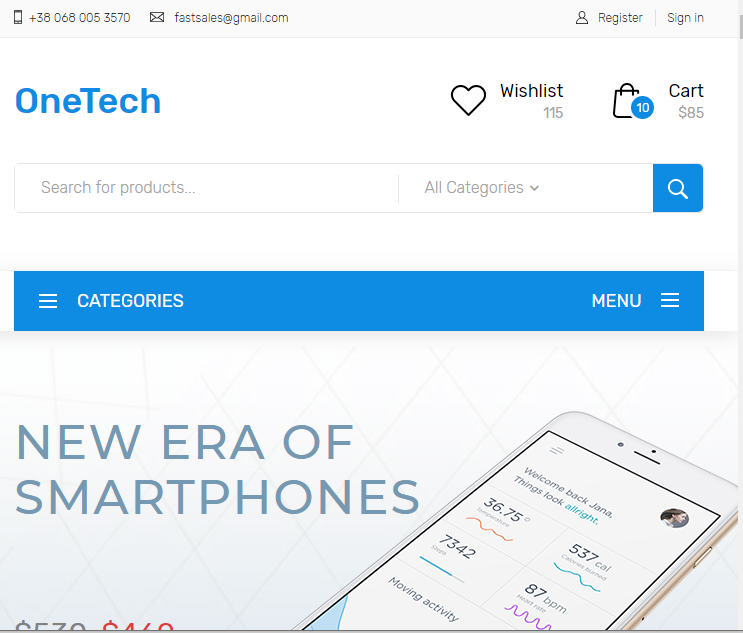 +38 068 005 3570 fastsales@gmail.com Register Sign in
OneTech
Wishlist
115
10
Cart
$85
Search for products... All Categories
CATEGORIES MENU
NEW ERA OF
SMARTPHONES
Welcome back Jana,
Things look allright.
36.75 °
Temperature
7342
Steps
537 cal
Calories burned
87 bpm
Heart rate
Moving activity